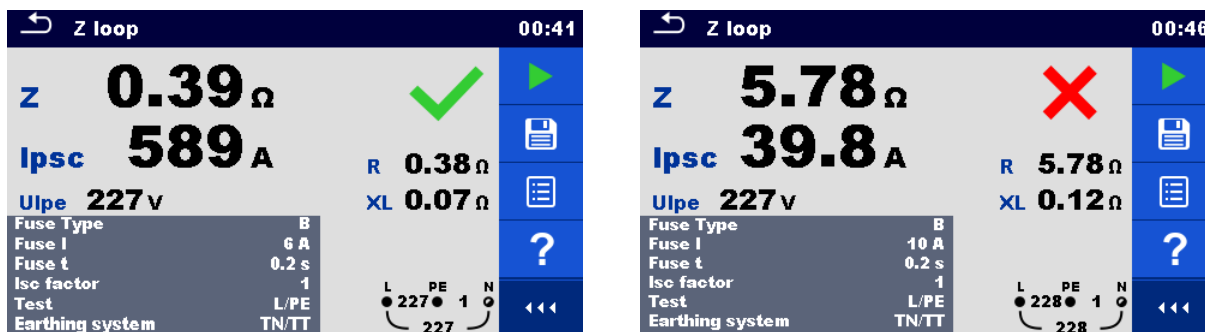 Z loop 00:41
Z 0.39 Ω
Ipsc 589 A
R 0.38 Ω
Ulpe 227 V
XL 0.07 Ω
Fuse Type B
Fuse I 6 A
Fuse t 0.2 s
Isc factor 1
Test L/PE
Earthing system TN/TT
?
L PE N
227 1
227
Z loop 00:46
Z 5.78 Ω
Ipsc 39.8 A
R 5.78 Ω
Ulpe 227 V
XL 0.12 Ω
Fuse Type B
Fuse I 10 A
Fuse t 0.2 s
Isc factor 1
Test L/PE
Earthing system TN/TT
?
L PE N
228 1
228